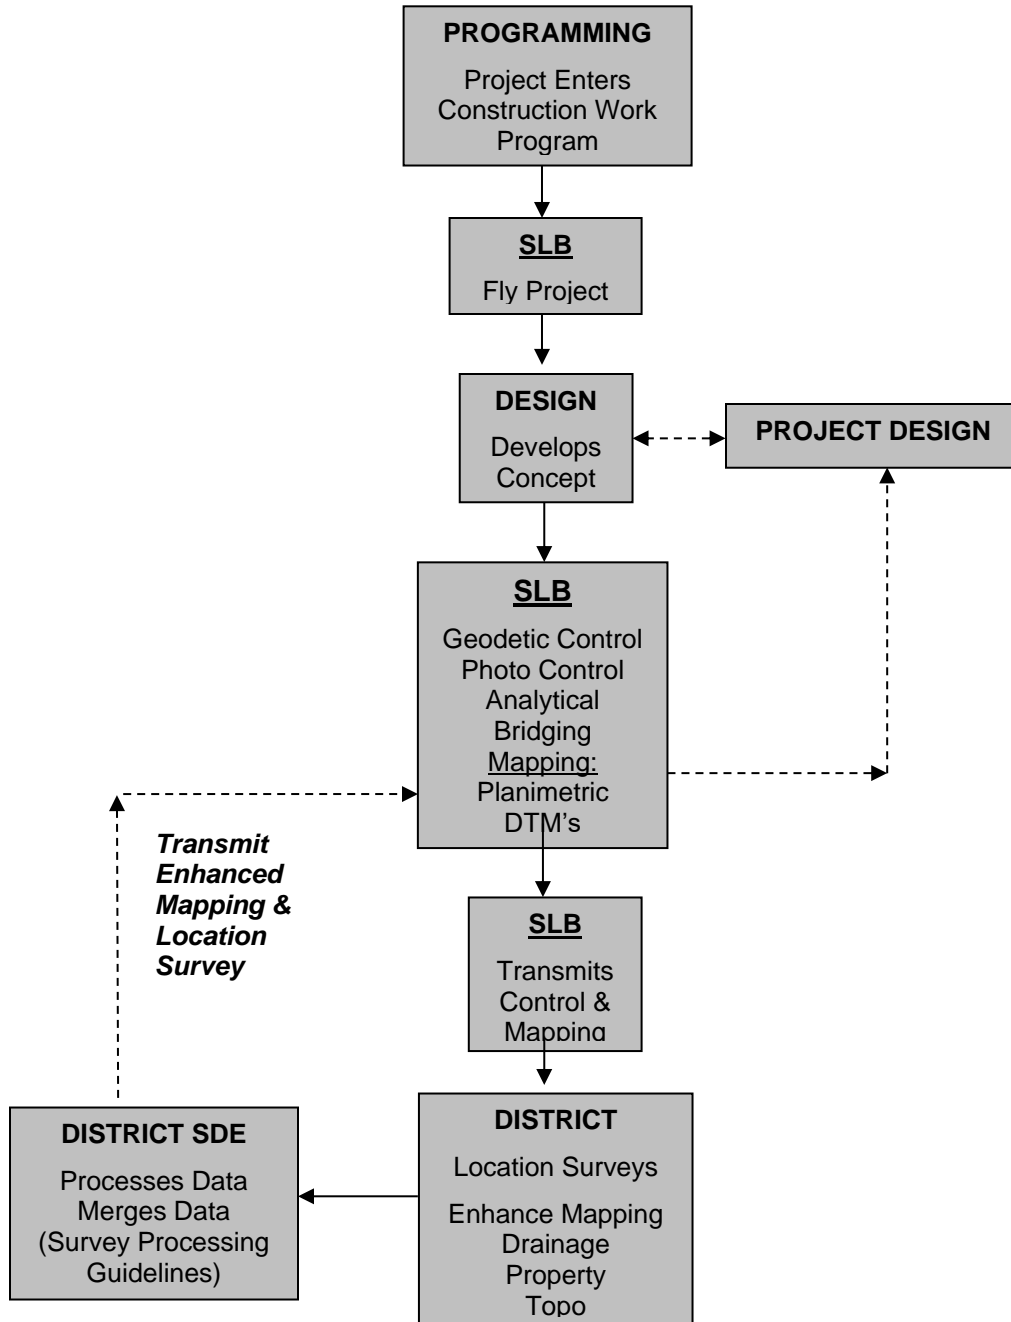 PROGRAMMING
Project Enters
Construction Work
Program
SLB
Fly Project
DESIGN
Develops
Concept
PROJECT DESIGN
SLB
Geodetic Control
Photo Control
Analytical
Bridging
Mapping:
Planimetric
DTM’s
Transmit
Enhanced
Mapping &
Location
Survey
SLB
Transmits
Control &
Mapping
DISTRICT SDE
Processes Data
Merges Data
(Survey Processing
Guidelines)
DISTRICT
Location Surveys
Enhance Mapping
Drainage
Property
Topo